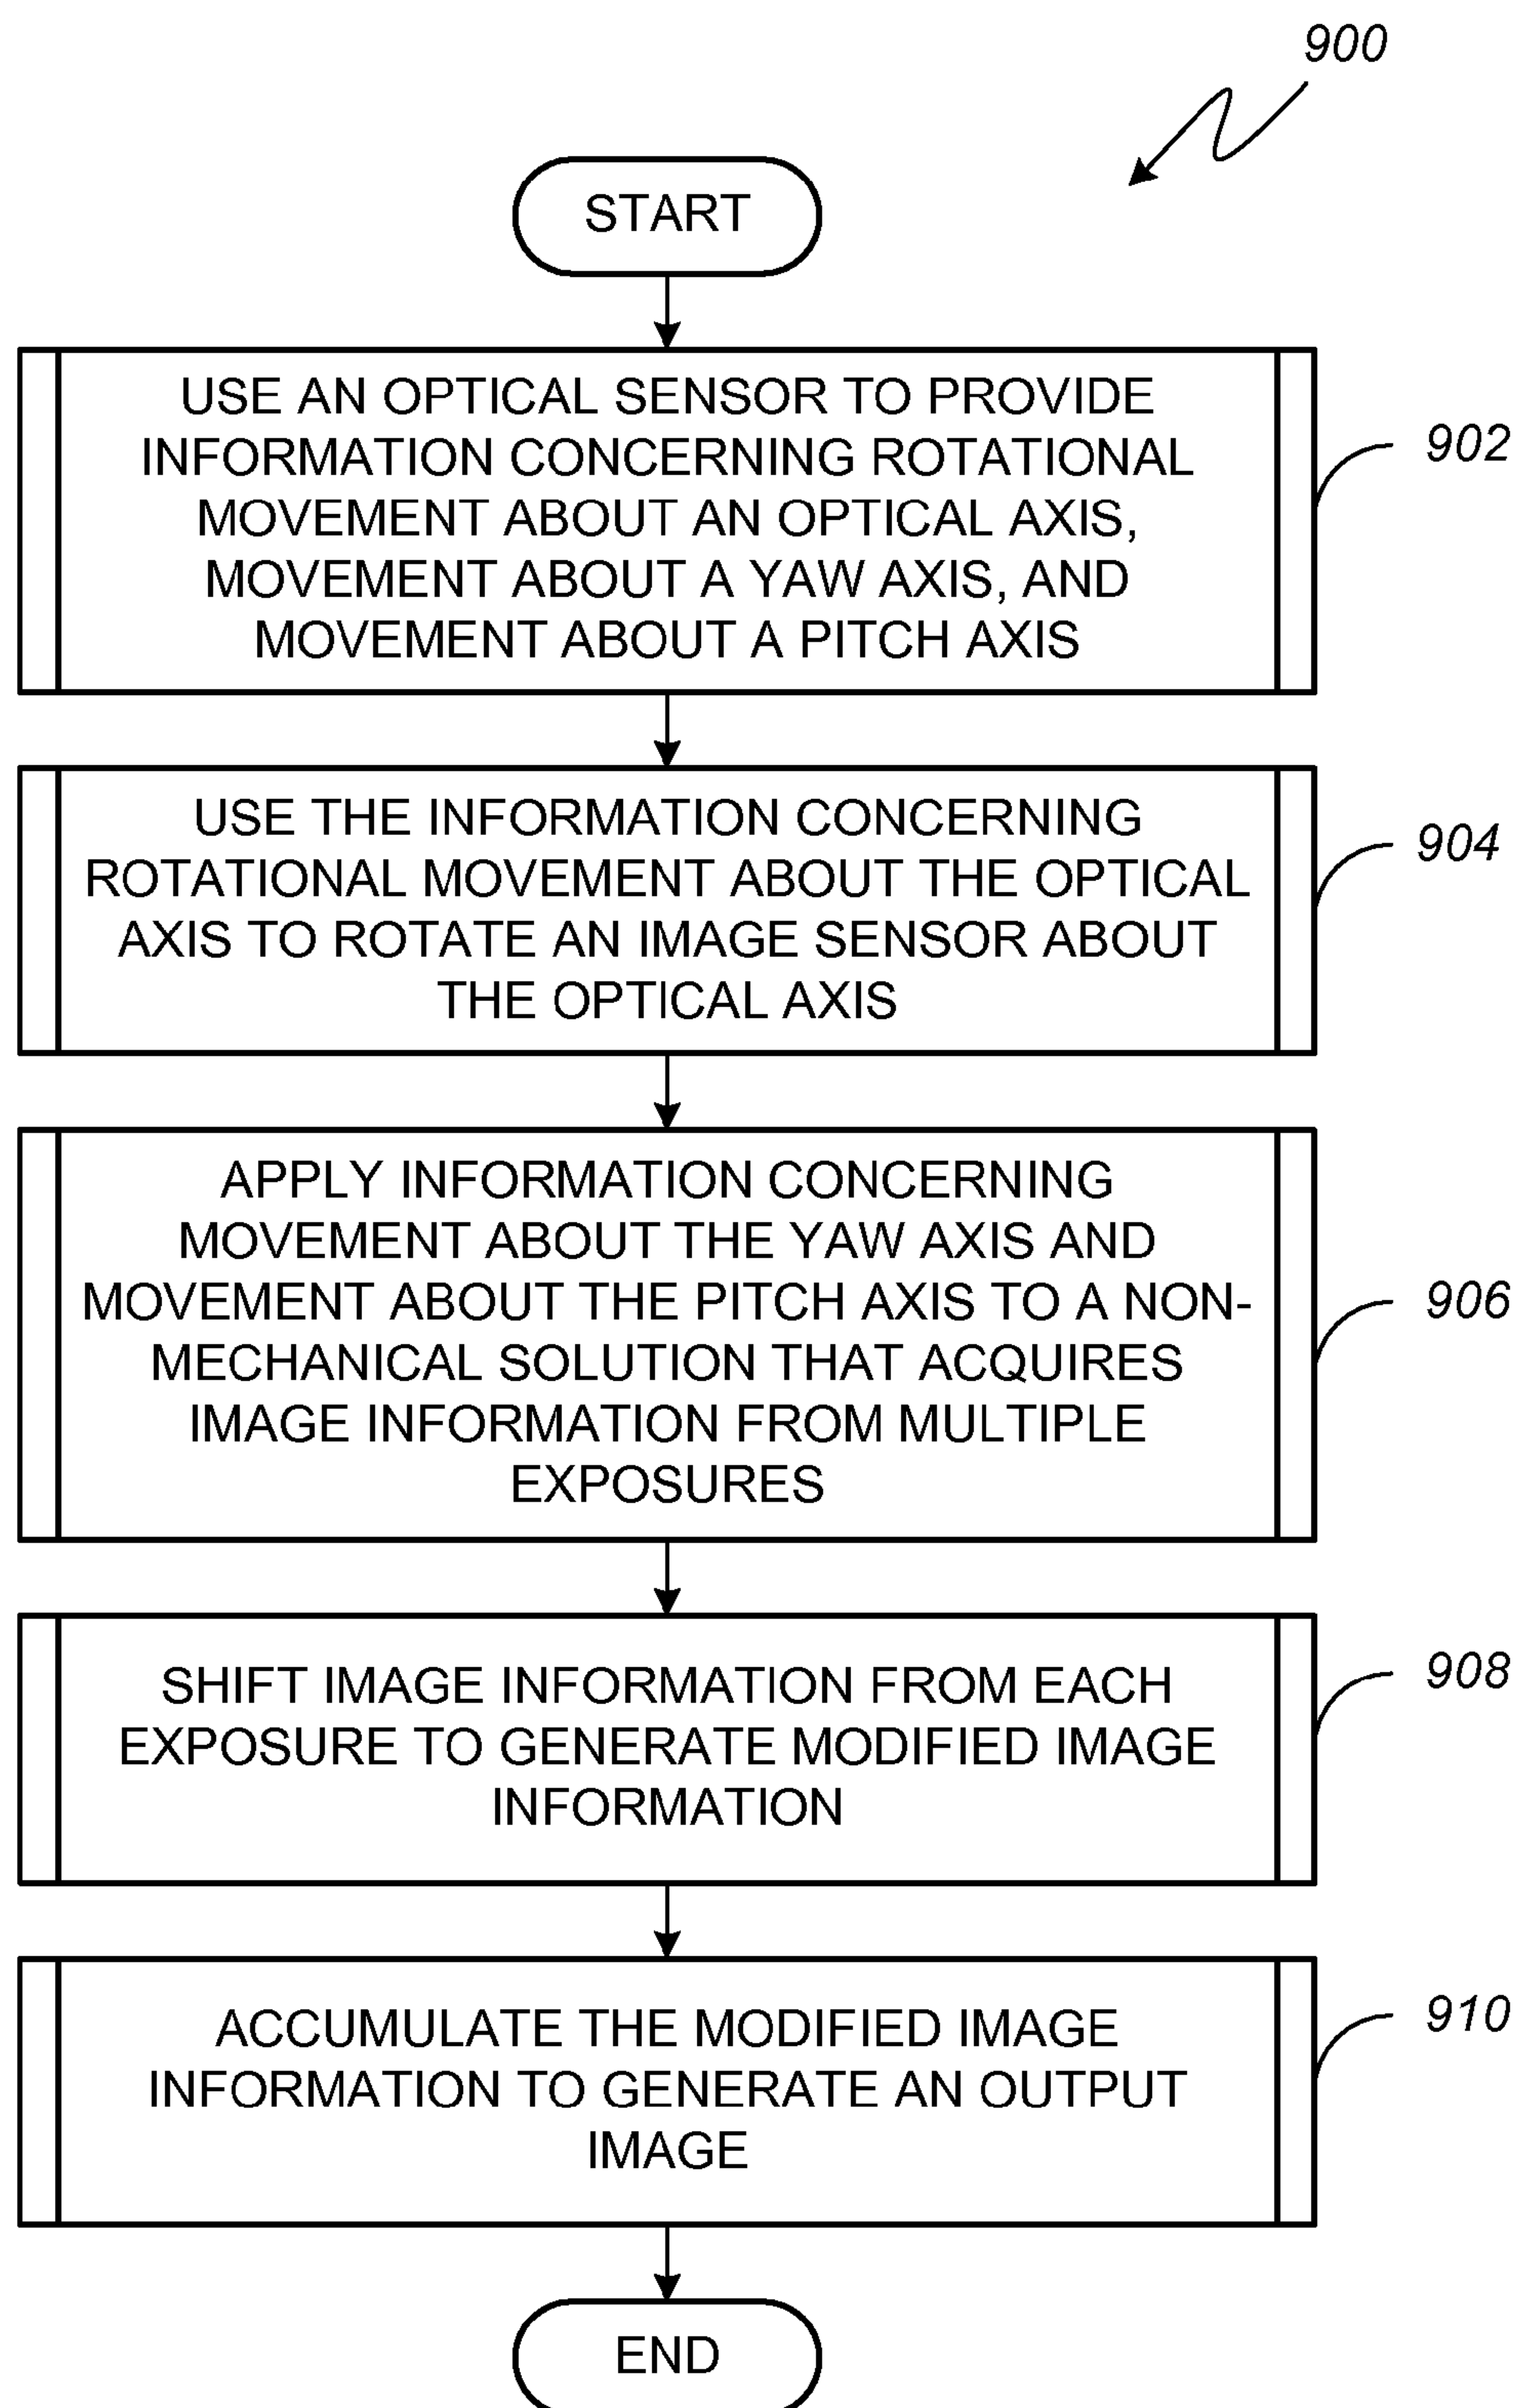 900
START
USE AN OPTICAL SENSOR TO PROVIDE
INFORMATION CONCERNING ROTATIONAL
MOVEMENT ABOUT AN OPTICAL AXIS,
MOVEMENT ABOUT A YAW AXIS, AND
MOVEMENT ABOUT A PITCH AXIS
902
USE THE INFORMATION CONCERNING
ROTATIONAL MOVEMENT ABOUT THE OPTICAL
AXIS TO ROTATE AN IMAGE SENSOR ABOUT
THE OPTICAL AXIS
904
APPLY INFORMATION CONCERNING
MOVEMENT ABOUT THE YAW AXIS AND
MOVEMENT ABOUT THE PITCH AXIS TO A NON-
MECHANICAL SOLUTION THAT ACQUIRES
IMAGE INFORMATION FROM MULTIPLE
EXPOSURES
906
SHIFT IMAGE INFORMATION FROM EACH
EXPOSURE TO GENERATE MODIFIED IMAGE
INFORMATION
908
ACCUMULATE THE MODIFIED IMAGE
INFORMATION TO GENERATE AN OUTPUT
IMAGE
910
END